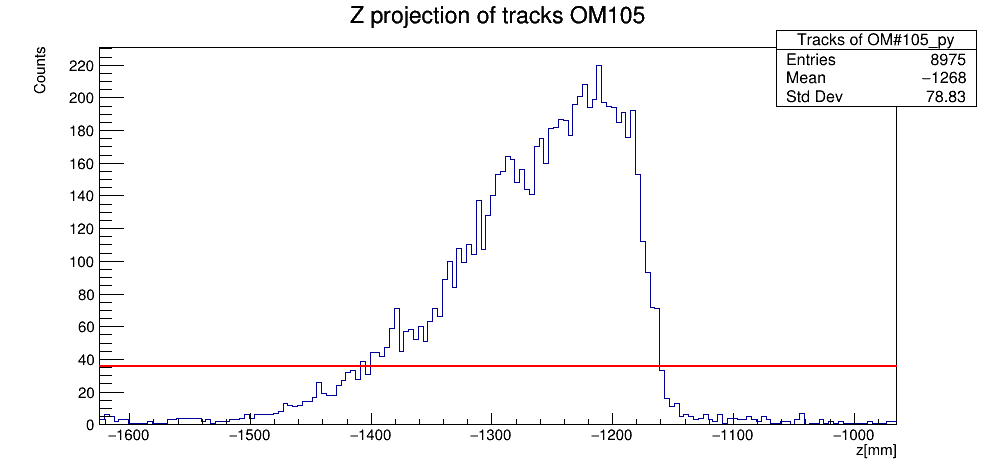 Z projection of tracks OM105
Counts
Tracks of OM#105_py
Entries 8975
Mean −1268
Std Dev 78.83
220
200
180
160
140
120
100
80
60
40
20
0
−1600 −1500 −1400 −1300 −1200 −1100 −1000
z[mm]